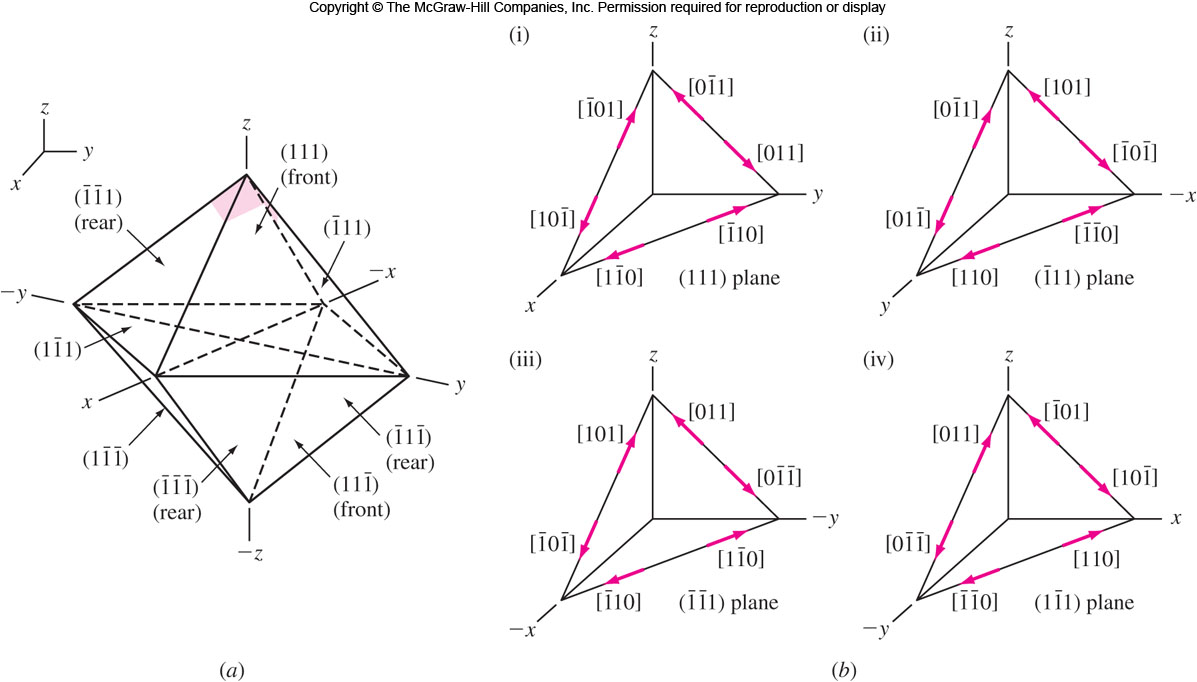 Copyright © The McGraw-Hill Companies, Inc. Permission required for reproduction or display
z
y
x
z
(111)
(front)
(1̄1̄1)
(rear)
(1̄11)
−x
−y
(11̄1)
x
y
(11̄1̄)
(1̄1̄1̄)
(rear)
(111̄)
(front)
(1̄11̄)
(rear)
−z
(a)
(i)
z
[01̄1]
[1̄01]
[011]
y
[101̄]
[1̄10]
[11̄0]
(111) plane
x
(ii)
z
[101]
[01̄1]
[1̄01̄]
−x
[011̄]
[1̄1̄0]
[110]
(1̄11) plane
y
(iii)
z
[011]
[101]
[01̄1̄]
−y
[1̄01̄]
[11̄0]
[1̄10]
(1̄1̄1) plane
−x
(iv)
z
[1̄01]
[011]
[101̄]
x
[01̄1̄]
[110]
[1̄1̄0]
(11̄1) plane
−y
(b)